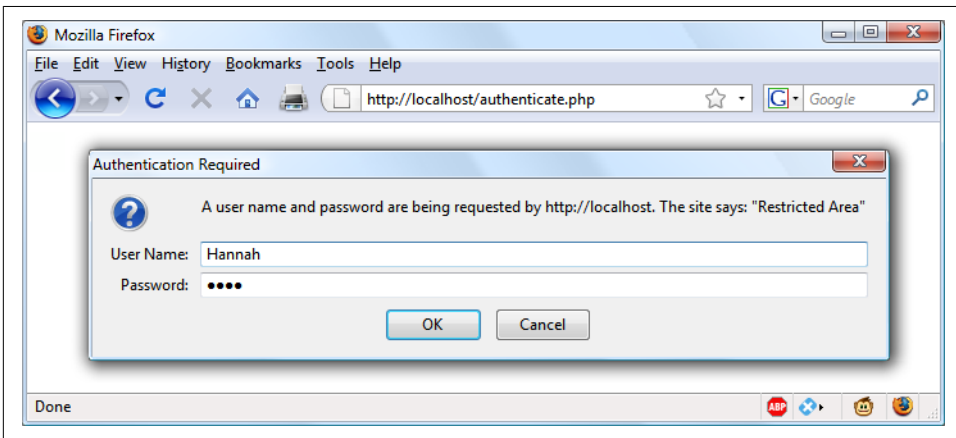 Mozilla Firefox
File Edit View History Bookmarks Tools Help
http://localhost/authenticate.php
G Google
Authentication Required
A user name and password are being requested by http://localhost. The site says: "Restricted Area"
User Name: Hannah
Password: ●●●●
OK Cancel
Done
ABP